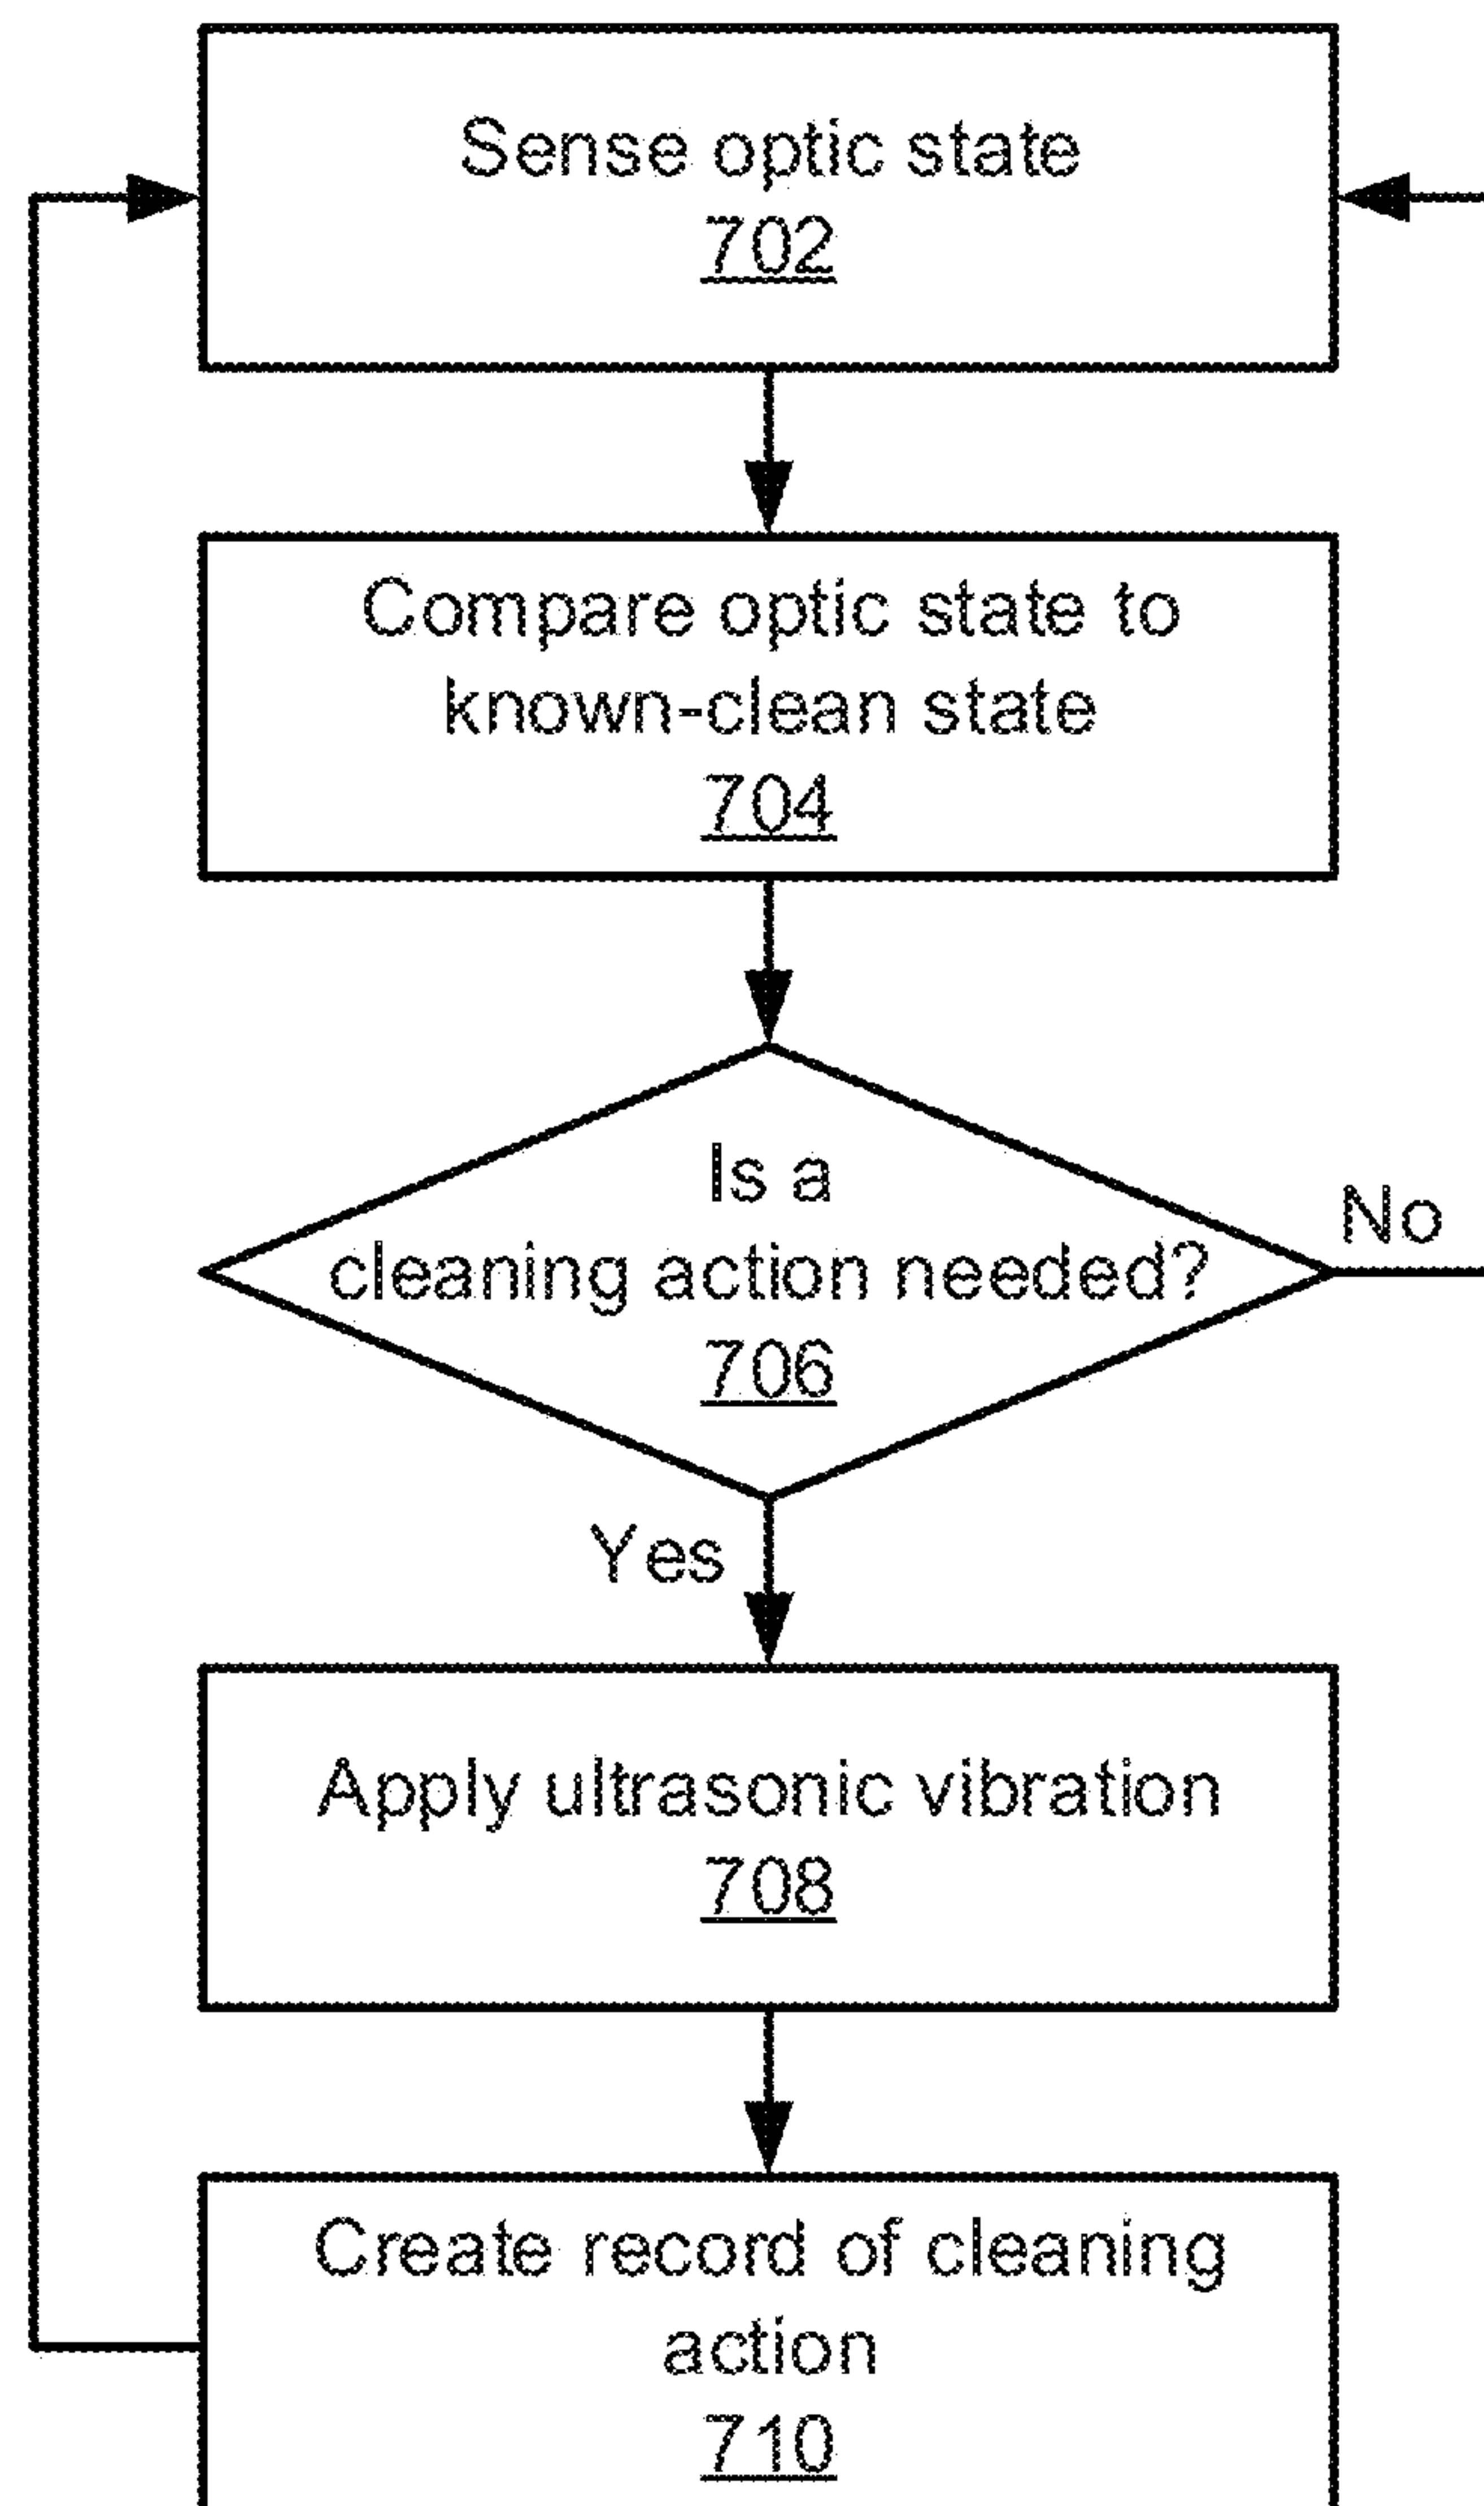 Sense optic state
702
Compare optic state to
known-clean state
704
Is a
cleaning action needed?
706
No
Yes
Apply ultrasonic vibration
708
Create record of cleaning
action
710